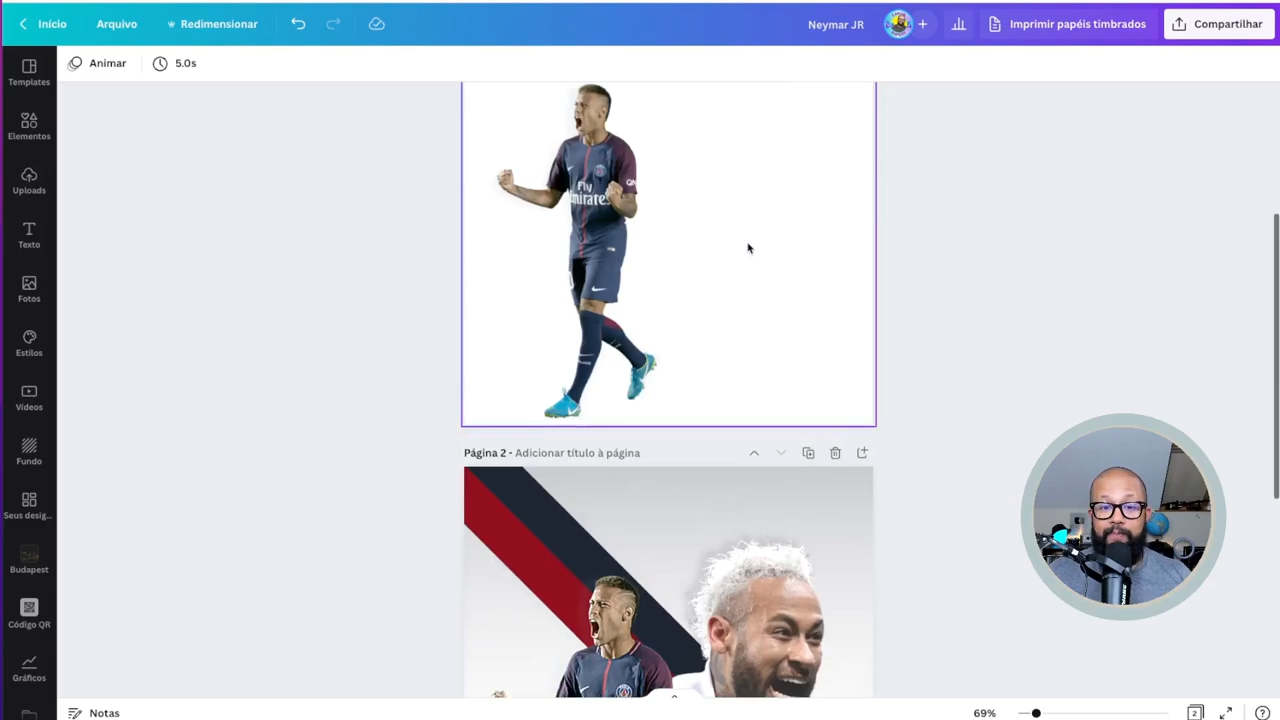 Início Arquivo Redimensionar Neymar JR Imprimir papéis timbrados Compartilhar
Animar 5.0s
Templates
Elementos
Uploads
Texto
Fotos
Estilos
Vídeos
Fundo
Seus desig...
Budapest
Código QR
Gráficos
Fly
Emirates
Página 2 - Adicionar título à página
Notas 69% 2